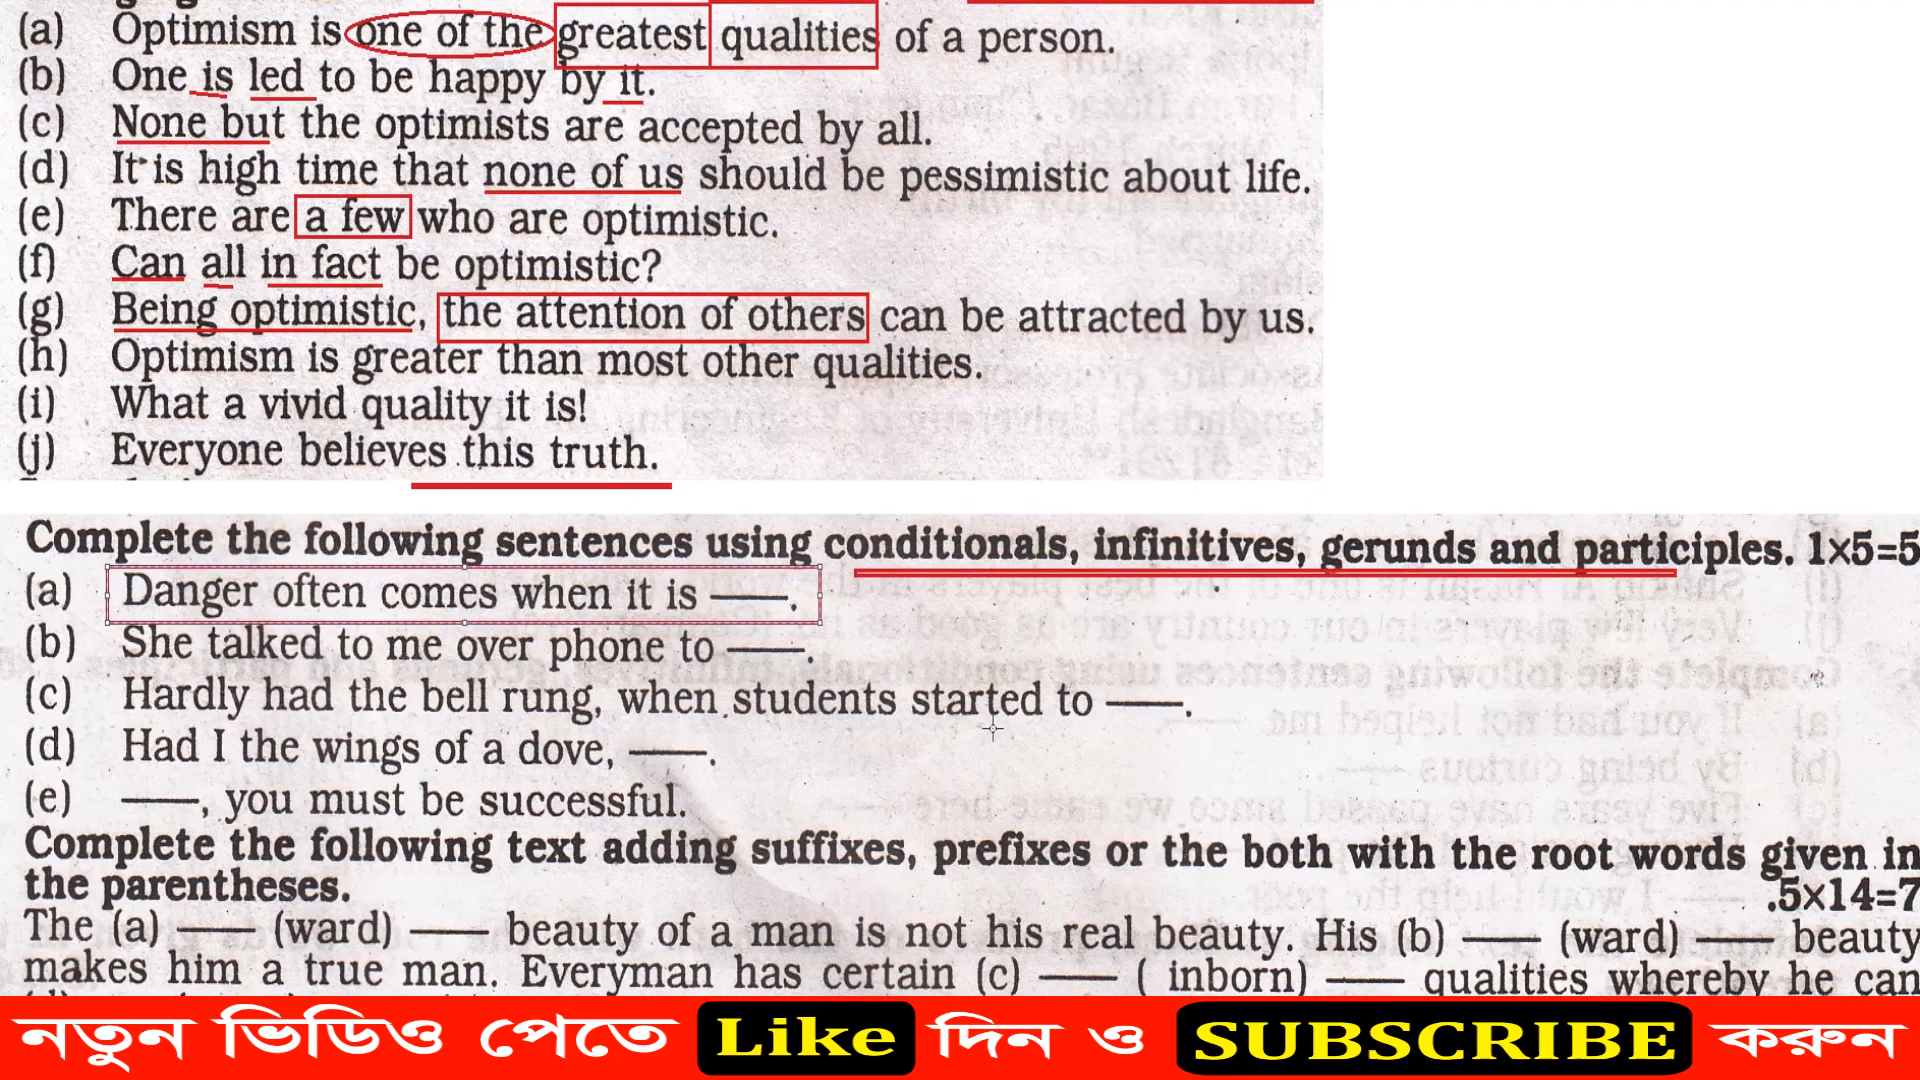 (a) Optimism is one of the greatest qualities of a person.
(b) One is led to be happy by it.
(c) None but the optimists are accepted by all.
(d) It is high time that none of us should be pessimistic about life.
(e) There are a few who are optimistic.
(f) Can all in fact be optimistic?
(g) Being optimistic, the attention of others can be attracted by us.
(h) Optimism is greater than most other qualities.
(i) What a vivid quality it is!
(j) Everyone believes this truth.
Complete the following sentences using conditionals, infinitives, gerunds and participles. 1×5=5
(a) Danger often comes when it is ——.
(b) She talked to me over phone to ——.
(c) Hardly had the bell rung, when students started to ——.
(d) Had I the wings of a dove, ——.
(e) ——, you must be successful.
Complete the following text adding suffixes, prefixes or the both with the root words given in
the parentheses. .5×14=7
The (a) —— (ward) —— beauty of a man is not his real beauty. His (b) —— (ward) —— beauty
makes him a true man. Everyman has certain (c) —— ( inborn) —— qualities whereby he can
নতুন ভিডিও পেতে Like দিন ও SUBSCRIBE করুন